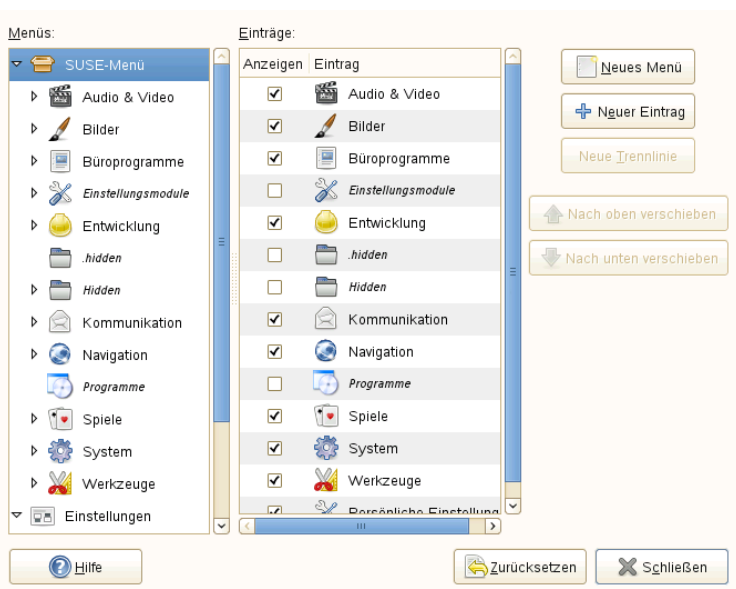 Menüs:
SUSE-Menü
Audio & Video
Bilder
Büroprogramme
Einstellungsmodule
Entwicklung
.hidden
Hidden
Kommunikation
Navigation
Programme
Spiele
System
Werkzeuge
Einstellungen
Einträge:
Anzeigen Eintrag
Audio & Video
Bilder
Büroprogramme
Einstellungsmodule
Entwicklung
.hidden
Hidden
Kommunikation
Navigation
Programme
Spiele
System
Werkzeuge
Persönliche Einstellung
Neues Menü
Neuer Eintrag
Neue Trennlinie
Nach oben verschieben
Nach unten verschieben
Hilfe
Zurücksetzen
Schließen